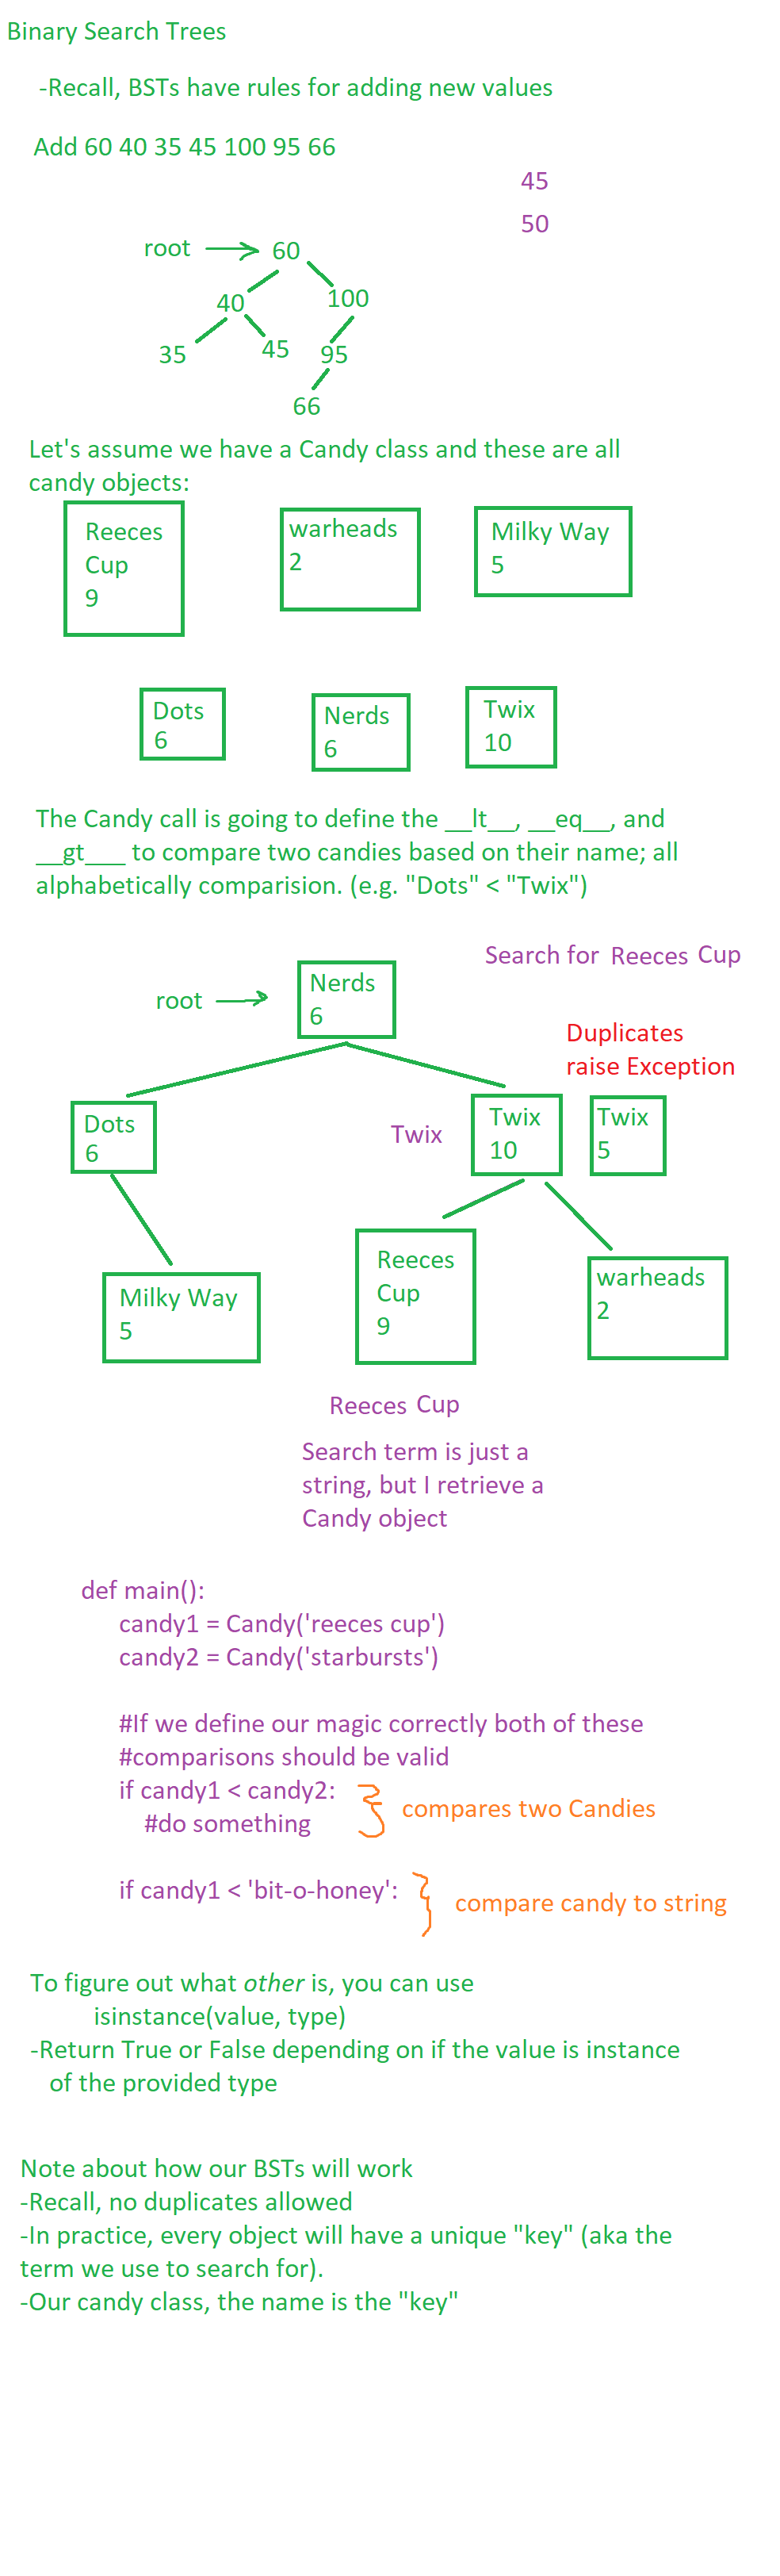 Binary Search Trees
-Recall, BSTs have rules for adding new values
Add 60 40 35 45 100 95 66
45
50
root
60
40
100
35
45
95
66
Let's assume we have a Candy class and these are all
candy objects:
Reeces
Cup
9
warheads
2
Milky Way
5
Dots
6
Nerds
6
Twix
10
The Candy call is going to define the __lt__, __eq__, and
__gt___ to compare two candies based on their name; all
alphabetically comparision. (e.g. "Dots" < "Twix")
Search for Reeces Cup
root
Nerds
6
Duplicates
raise Exception
Dots
6
Twix
Twix
10
Twix
5
Milky Way
5
Reeces
Cup
9
warheads
2
Reeces Cup
Search term is just a
string, but I retrieve a
Candy object
def main():
candy1 = Candy('reeces cup')
candy2 = Candy('starbursts')
#If we define our magic correctly both of these
#comparisons should be valid
if candy1 < candy2:
#do something
compares two Candies
if candy1 < 'bit-o-honey':
compare candy to string
To figure out what other is, you can use
isinstance(value, type)
-Return True or False depending on if the value is instance
of the provided type
Note about how our BSTs will work
-Recall, no duplicates allowed
-In practice, every object will have a unique "key" (aka the
term we use to search for).
-Our candy class, the name is the "key"